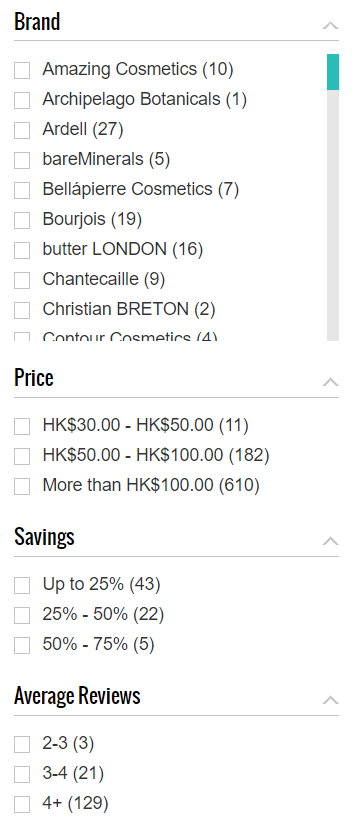 Brand
Amazing Cosmetics (10)
Archipelago Botanicals (1)
Ardell (27)
bareMinerals (5)
Bellápierre Cosmetics (7)
Bourjois (19)
butter LONDON (16)
Chantecaille (9)
Christian BRETON (2)
Contour Cosmetics (4)
Price
HK$30.00 - HK$50.00 (11)
HK$50.00 - HK$100.00 (182)
More than HK$100.00 (610)
Savings
Up to 25% (43)
25% - 50% (22)
50% - 75% (5)
Average Reviews
2-3 (3)
3-4 (21)
4+ (129)